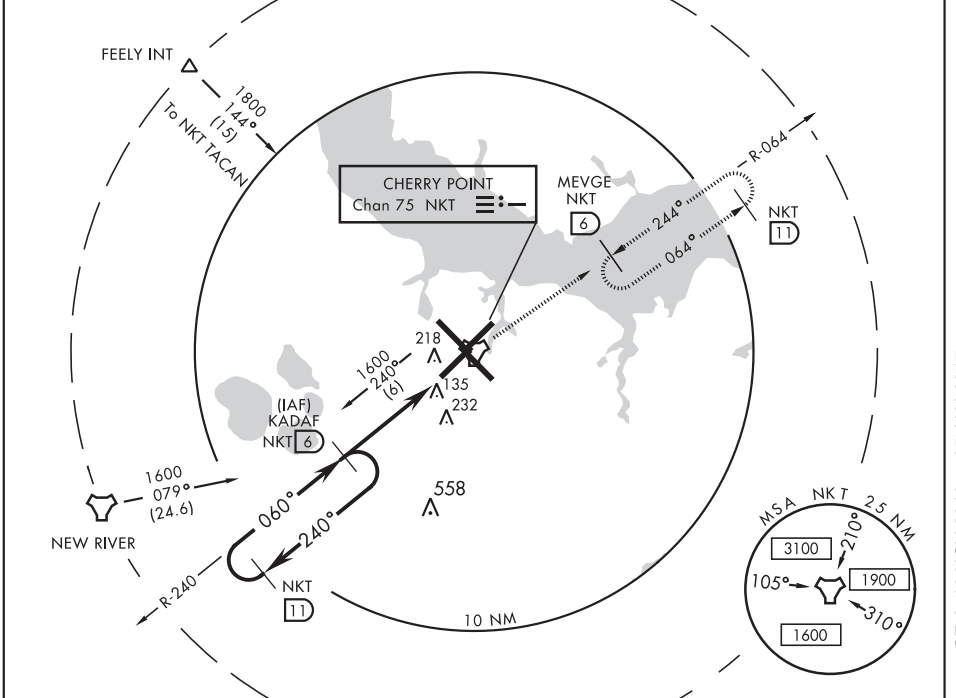 FEELY INT
1800
144°
(15)
To NKT TACAN
CHERRY POINT
Chan 75 NKT
MEVGE
NKT
6
R-064
244°
064°
NKT
11
218
1600
240°
(6)
135
232
(IAF)
KADAF
NKT 6
558
1600
079°
(24.6)
NEW RIVER
060°
240°
R-240
NKT
11
10 NM
MSA NKT 25 NM
3100
210°
105°
1900
310°
1600